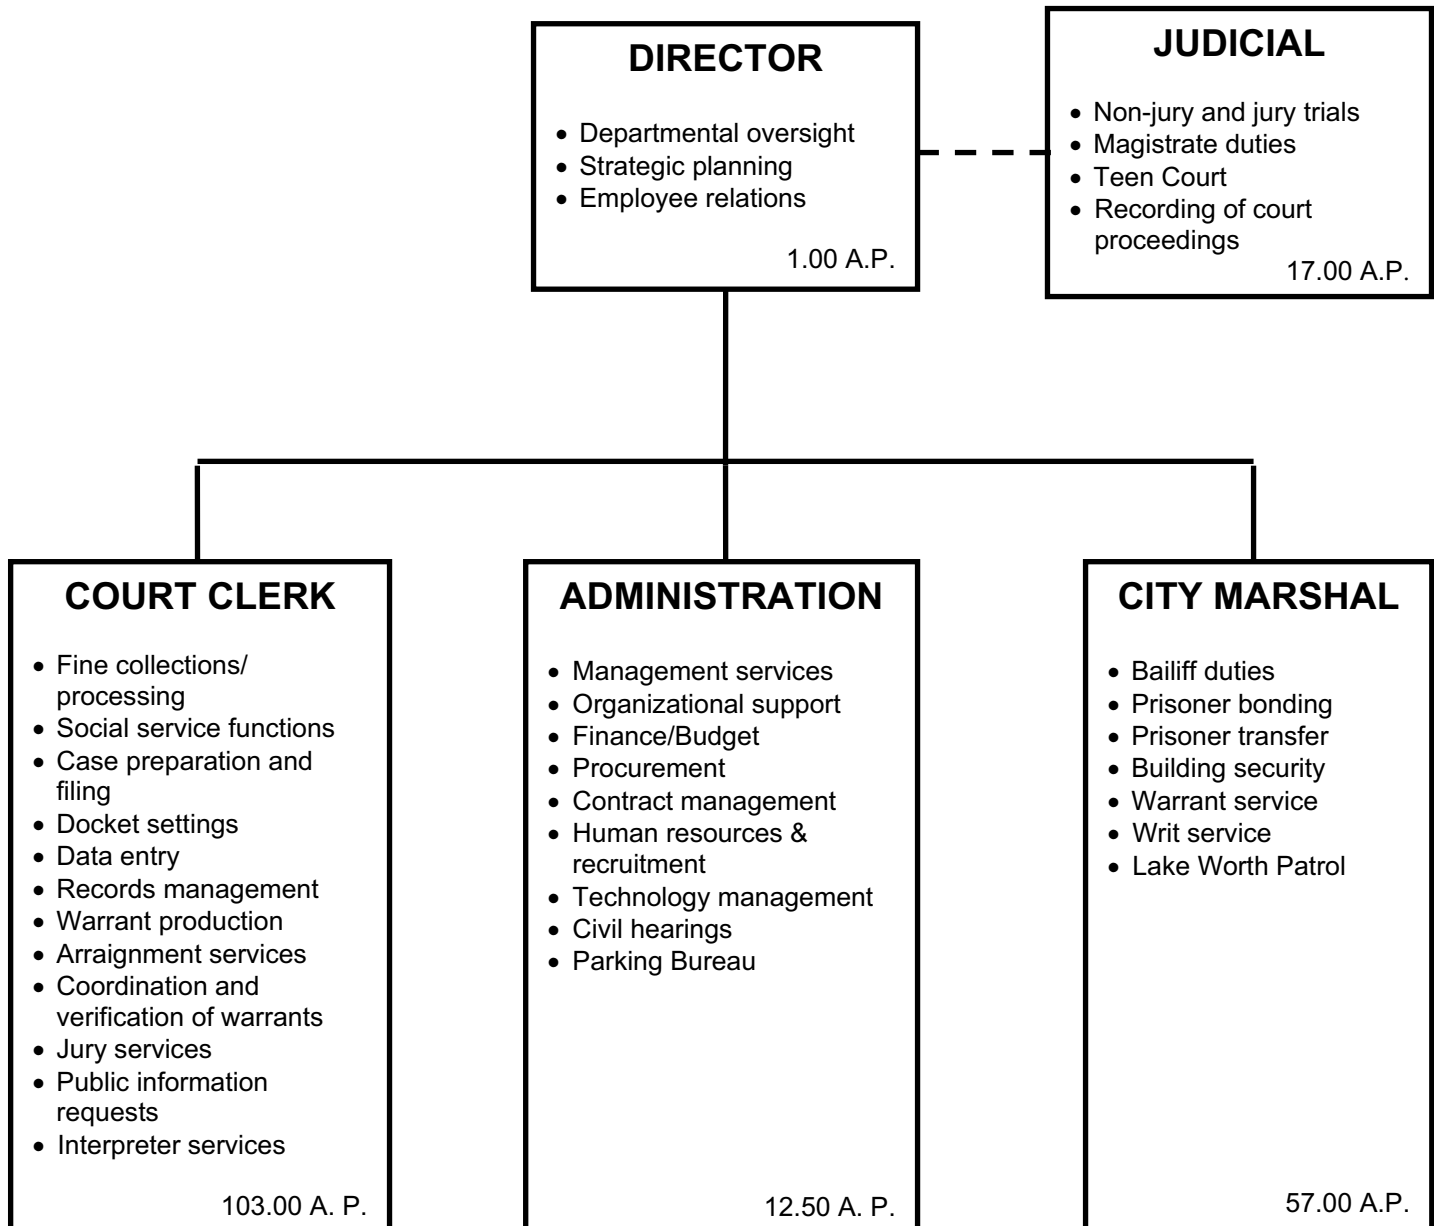 DIRECTOR
• Departmental oversight
• Strategic planning
• Employee relations
1.00 A.P.
JUDICIAL
• Non-jury and jury trials
• Magistrate duties
• Teen Court
• Recording of court
proceedings
17.00 A.P.
COURT CLERK
• Fine collections/
processing
• Social service functions
• Case preparation and
filing
• Docket settings
• Data entry
• Records management
• Warrant production
• Arraignment services
• Coordination and
verification of warrants
• Jury services
• Public information
requests
• Interpreter services
103.00 A. P.
ADMINISTRATION
• Management services
• Organizational support
• Finance/Budget
• Procurement
• Contract management
• Human resources &
recruitment
• Technology management
• Civil hearings
• Parking Bureau
12.50 A. P.
CITY MARSHAL
• Bailiff duties
• Prisoner bonding
• Prisoner transfer
• Building security
• Warrant service
• Writ service
• Lake Worth Patrol
57.00 A.P.